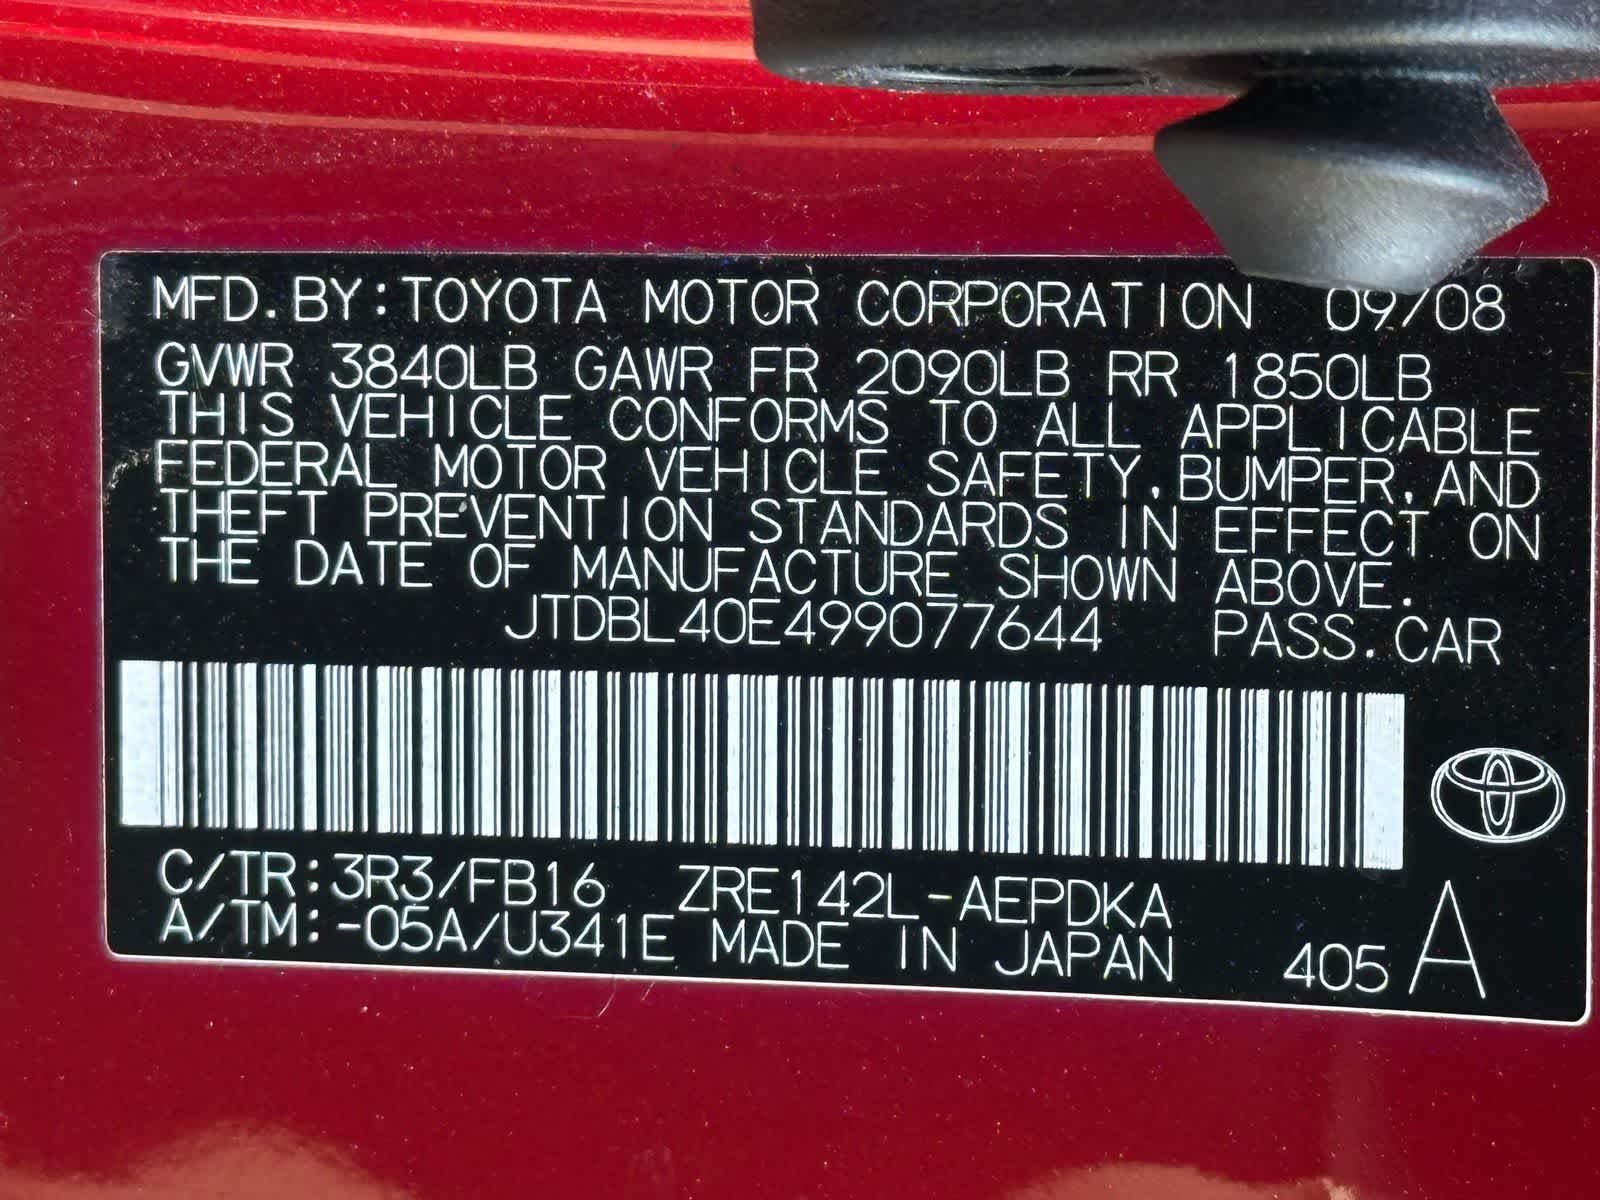 MFD.BY:TOYOTA MOTOR CORPORATION 09/08
GVWR 3840LB GAWR FR 2090LB RR 1850LB
THIS VEHICLE CONFORMS TO ALL APPLICABLE
FEDERAL MOTOR VEHICLE SAFETY,BUMPER,AND
THEFT PREVENTION STANDARDS IN EFFECT ON
THE DATE OF MANUFACTURE SHOWN ABOVE.
JTDBL40E499077644 PASS.CAR
C/TR:3R3/FB16 ZRE142L-AEPDKA
A/TM:-05A/U341E MADE IN JAPAN 405 A